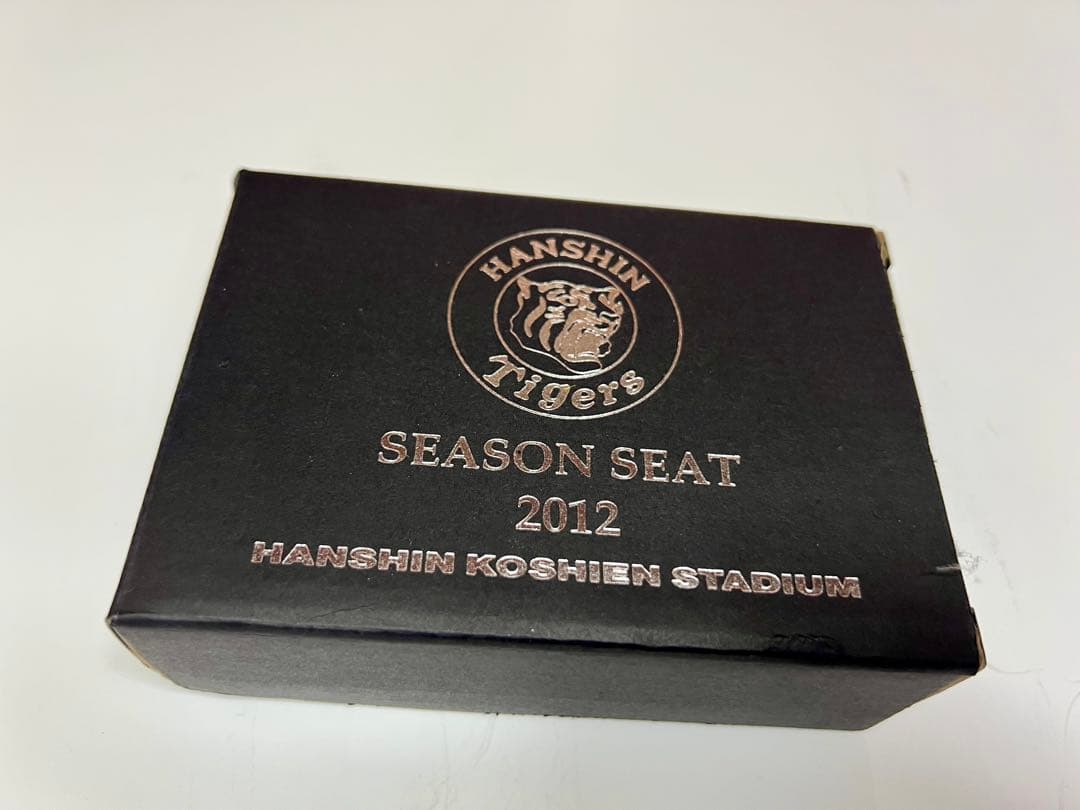 HANSHIN
Tigers
SEASON SEAT
2012
HANSHIN KOSHIEN STADIUM